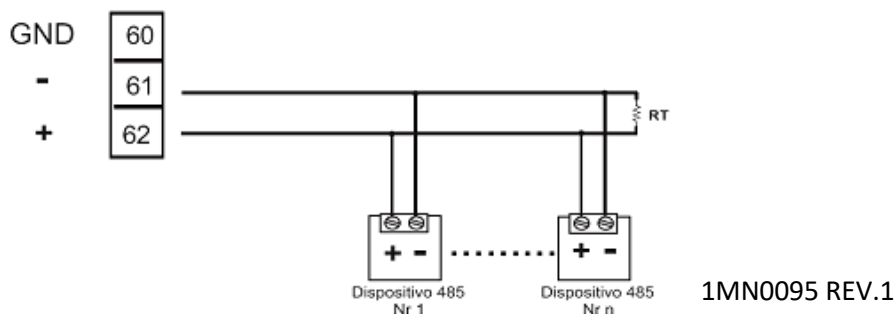 GND 60
- 61
+ 62
RT
+ - + -
Dispositivo 485 Dispositivo 485
Nr 1 Nr n
1MN0095 REV.1